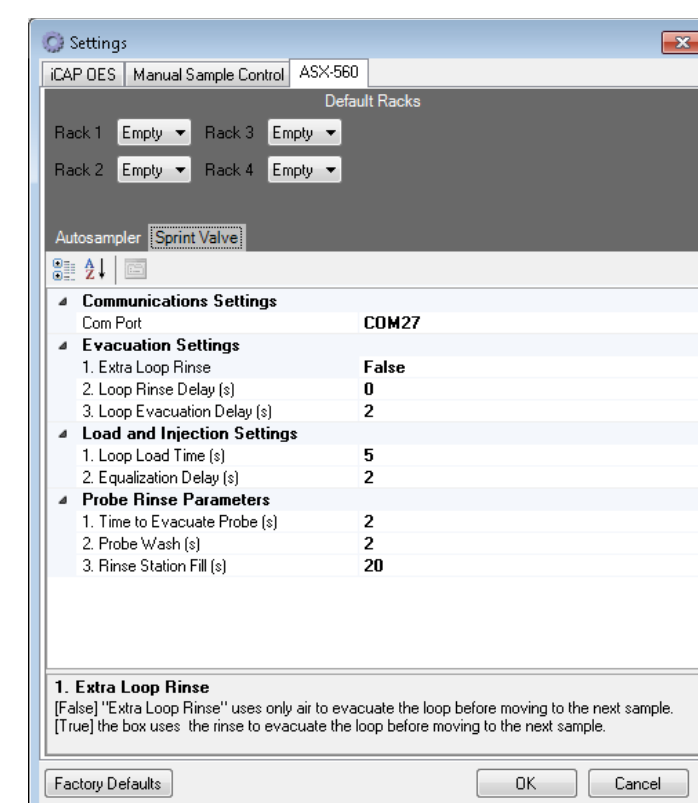 Settings
iCAP OES Manual Sample Control ASX-560
Default Racks
Rack 1 Empty Rack 3 Empty
Rack 2 Empty Rack 4 Empty
Autosampler Sprint Valve
Communications Settings
Com Port COM27
Evacuation Settings
1. Extra Loop Rinse False
2. Loop Rinse Delay (s) 0
3. Loop Evacuation Delay (s) 2
Load and Injection Settings
1. Loop Load Time (s) 5
2. Equalization Delay (s) 2
Probe Rinse Parameters
1. Time to Evacuate Probe (s) 2
2. Probe Wash (s) 2
3. Rinse Station Fill (s) 20
1. Extra Loop Rinse
[False] "Extra Loop Rinse" uses only air to evacuate the loop before moving to the next sample.
[True] the box uses the rinse to evacuate the loop before moving to the next sample.
Factory Defaults OK Cancel